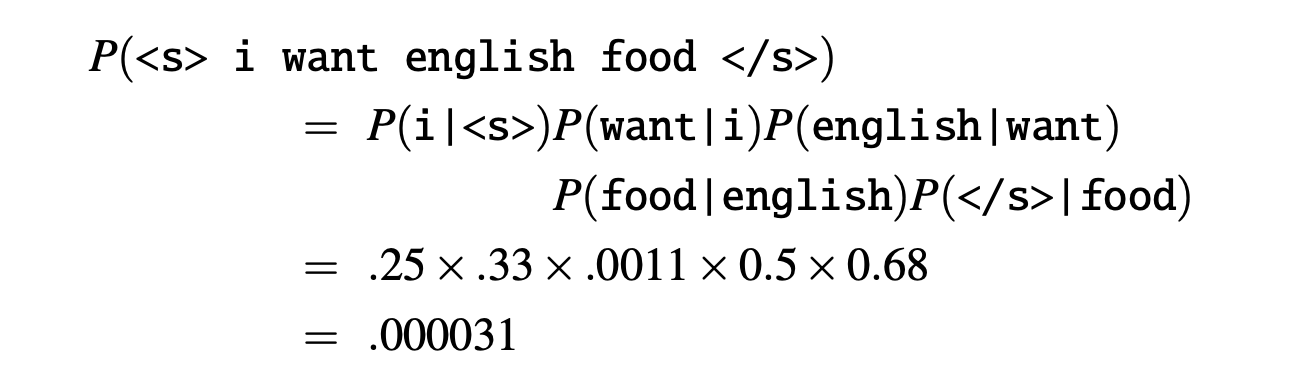 P(<s> i want english food </s>)
= P(i|<s>)P(want|i)P(english|want)
P(food|english)P(</s>|food)
= .25 × .33 × .0011 × 0.5 × 0.68
= .000031